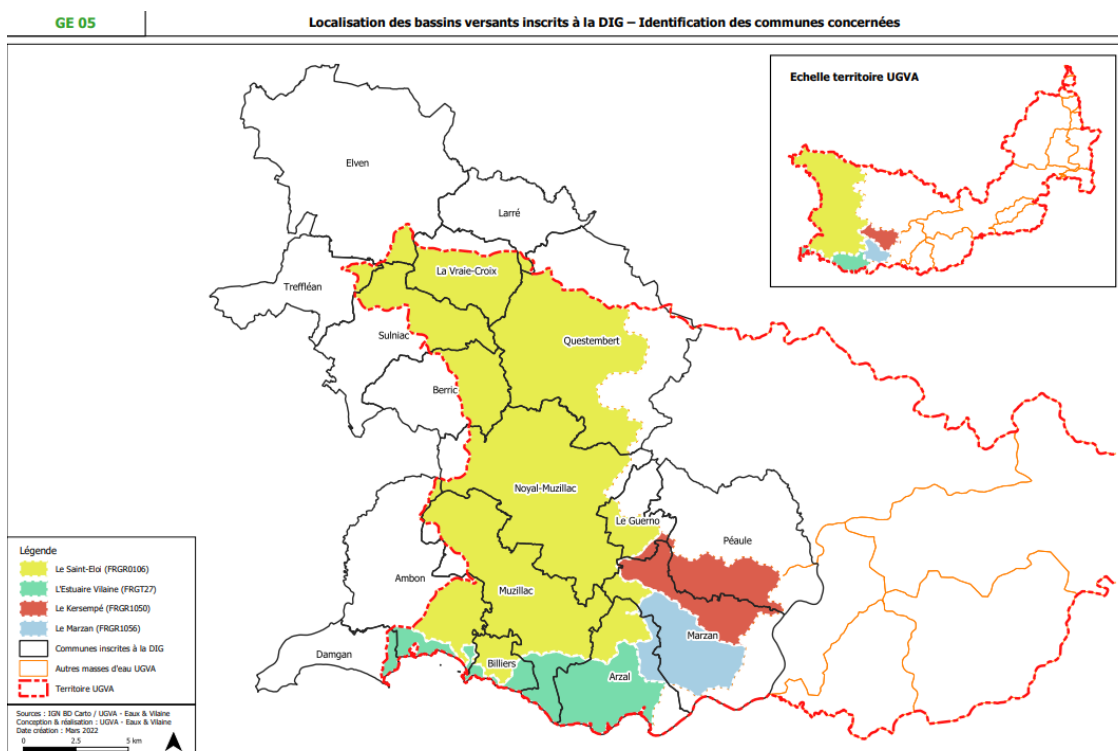 GE 05
Localisation des bassins versants inscrits à la DIG – Identification des communes concernées
Echelle territoire UGVA
Elven
Larré
La Vraie-Croix
Treffléan
Sulniac
Questembert
Berric
Noyal-Muzillac
Le Guerno
Péaule
Ambon
Muzillac
Marzan
Damgan
Billiers
Arzal
Légende
Le Saint-Eloi (FRGR0106)
L'Estuaire Vilaine (FRGT27)
Le Kersempé (FRGR1050)
Le Marzan (FRGR1056)
Communes inscrites à la DIG
Autres masses d'eau UGVA
Territoire UGVA
Sources : IGN BD Carto / UGVA - Eaux & Vilaine
Conception & réalisation : UGVA - Eaux & Vilaine
Date création : Mars 2022
0 2.5 5 km